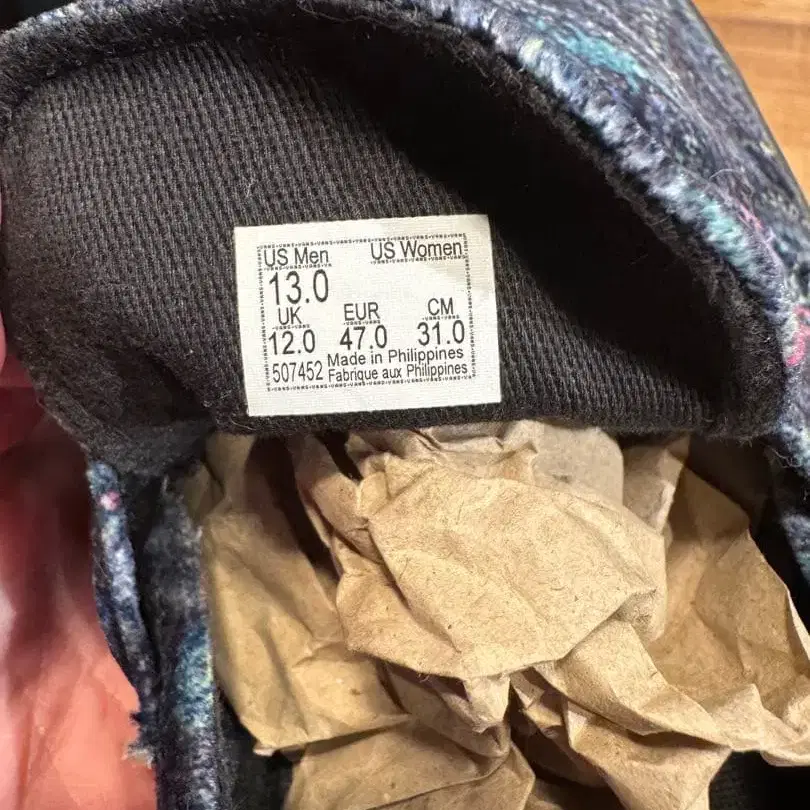 US Men US Women
13.0
UK EUR CM
12.0 47.0 31.0
507452 Made in Philippines
Fabrique aux Philippines